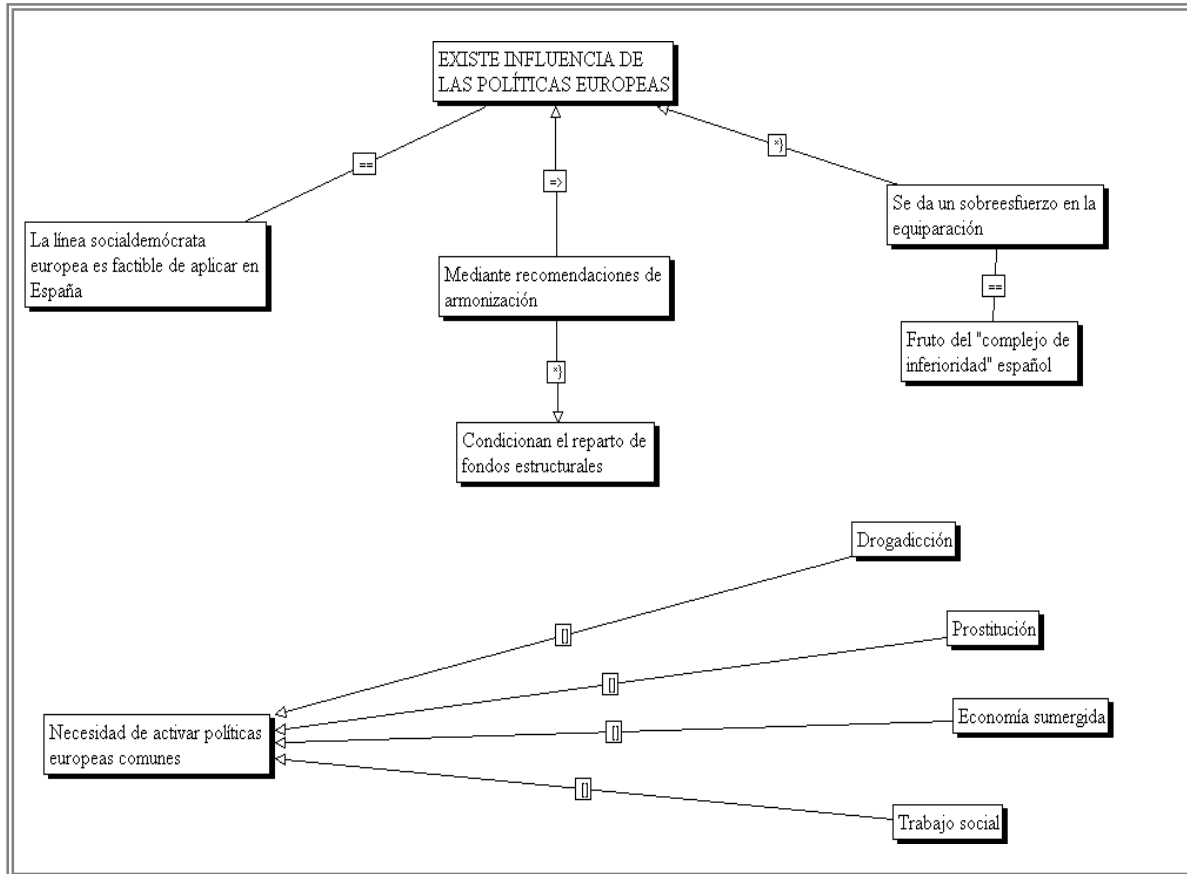 EXISTE INFLUENCIA DE
LAS POLÍTICAS EUROPEAS
==
=>
*}
La línea socialdemócrata
europea es factible de aplicar en
España
Mediante recomendaciones de
armonización
Se da un sobreesfuerzo en la
equiparación
==
*}
Fruto del "complejo de
inferioridad" español
Condicionan el reparto de
fondos estructurales
Drogadicción
[]
Prostitución
[]
Economía sumergida
[]
Necesidad de activar políticas
europeas comunes
[]
Trabajo social